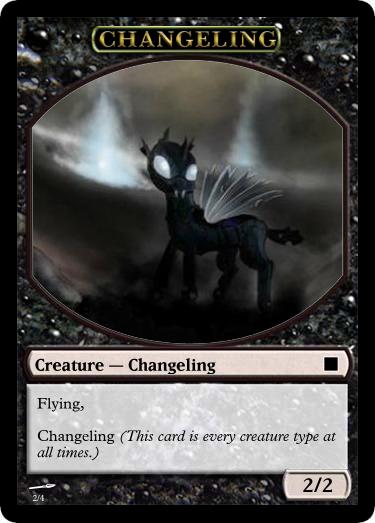 CHANGELING
Creature — Changeling
Flying,
Changeling (This card is every creature type at
all times.)
2/2
2/4